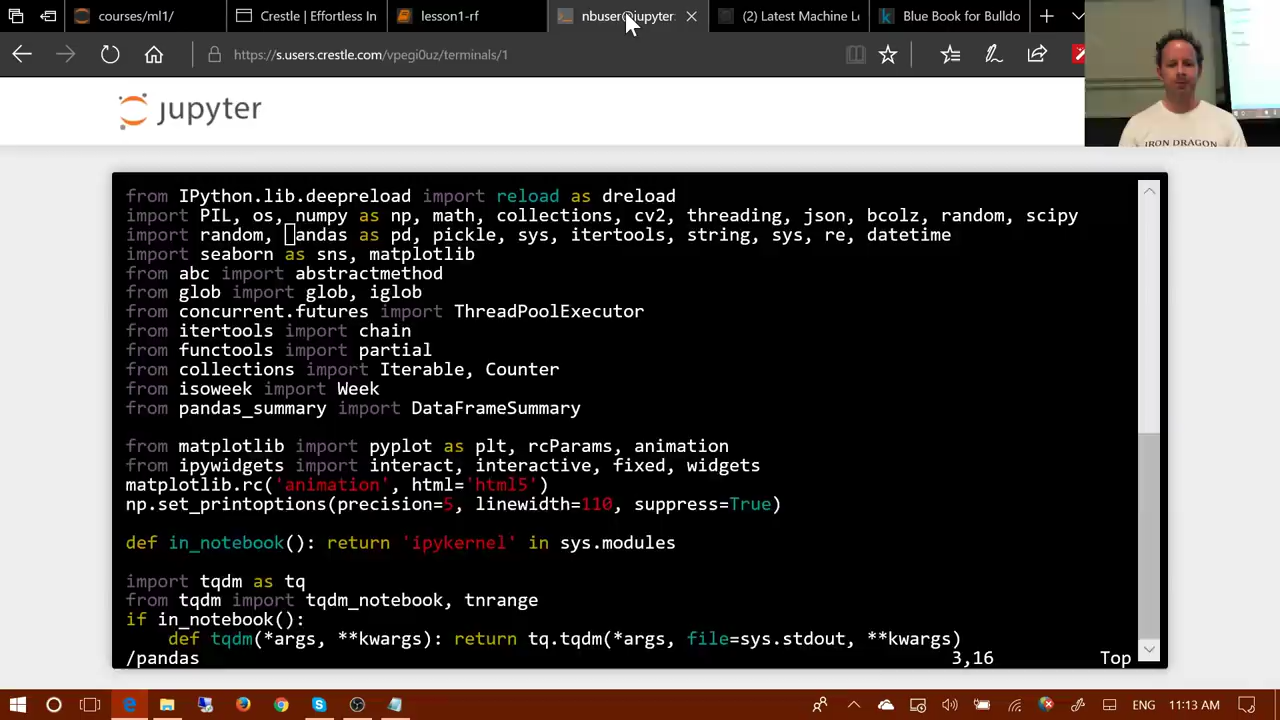 courses/ml1/
Crestle | Effortless In
lesson1-rf
nbuser@jupyter:
(2) Latest Machine Le
Blue Book for Bulldo
https://s.users.crestle.com/vpegi0uz/terminals/1
jupyter
IRON DRAGON
from IPython.lib.deepreload import reload as dreload
import PIL, os, numpy as np, math, collections, cv2, threading, json, bcolz, random, scipy
import random, andas as pd, pickle, sys, itertools, string, sys, re, datetime
import seaborn as sns, matplotlib
from abc import abstractmethod
from glob import glob, iglob
from concurrent.futures import ThreadPoolExecutor
from itertools import chain
from functools import partial
from collections import Iterable, Counter
from isoweek import Week
from pandas_summary import DataFrameSummary
from matplotlib import pyplot as plt, rcParams, animation
from ipywidgets import interact, interactive, fixed, widgets
matplotlib.rc('animation', html='html5')
np.set_printoptions(precision=5, linewidth=110, suppress=True)
def in_notebook(): return 'ipykernel' in sys.modules
import tqdm as tq
from tqdm import tqdm_notebook, tnrange
if in_notebook():
def tqdm(*args, **kwargs): return tq.tqdm(*args, file=sys.stdout, **kwargs)
/pandas 3,16 Top
ENG 11:13 AM